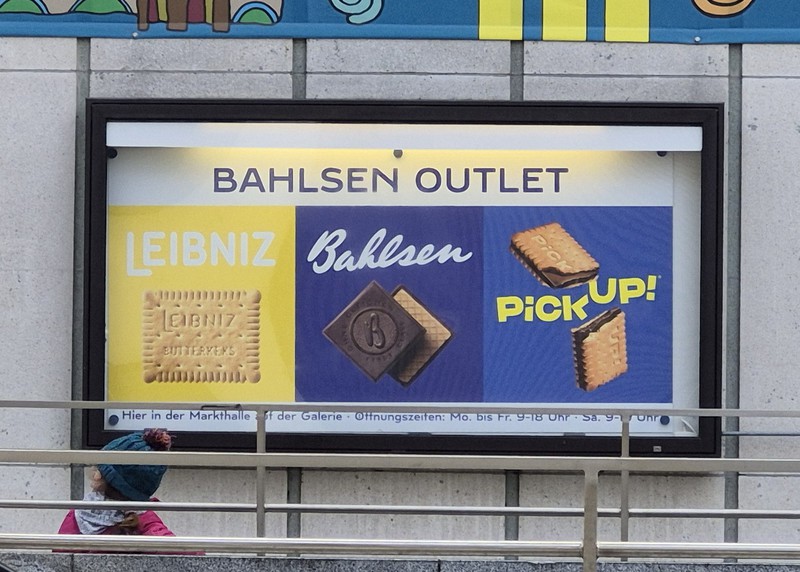 BAHLSEN OUTLET
LEIBNIZ
LEIBNIZ
BUTTERKEKS
Bahlsen
B
PiCK
PiCK UP!
Hier in der Markthalle auf der Galerie · Öffnungszeiten: Mo. bis Fr. 9-18 Uhr · Sa. Uhr